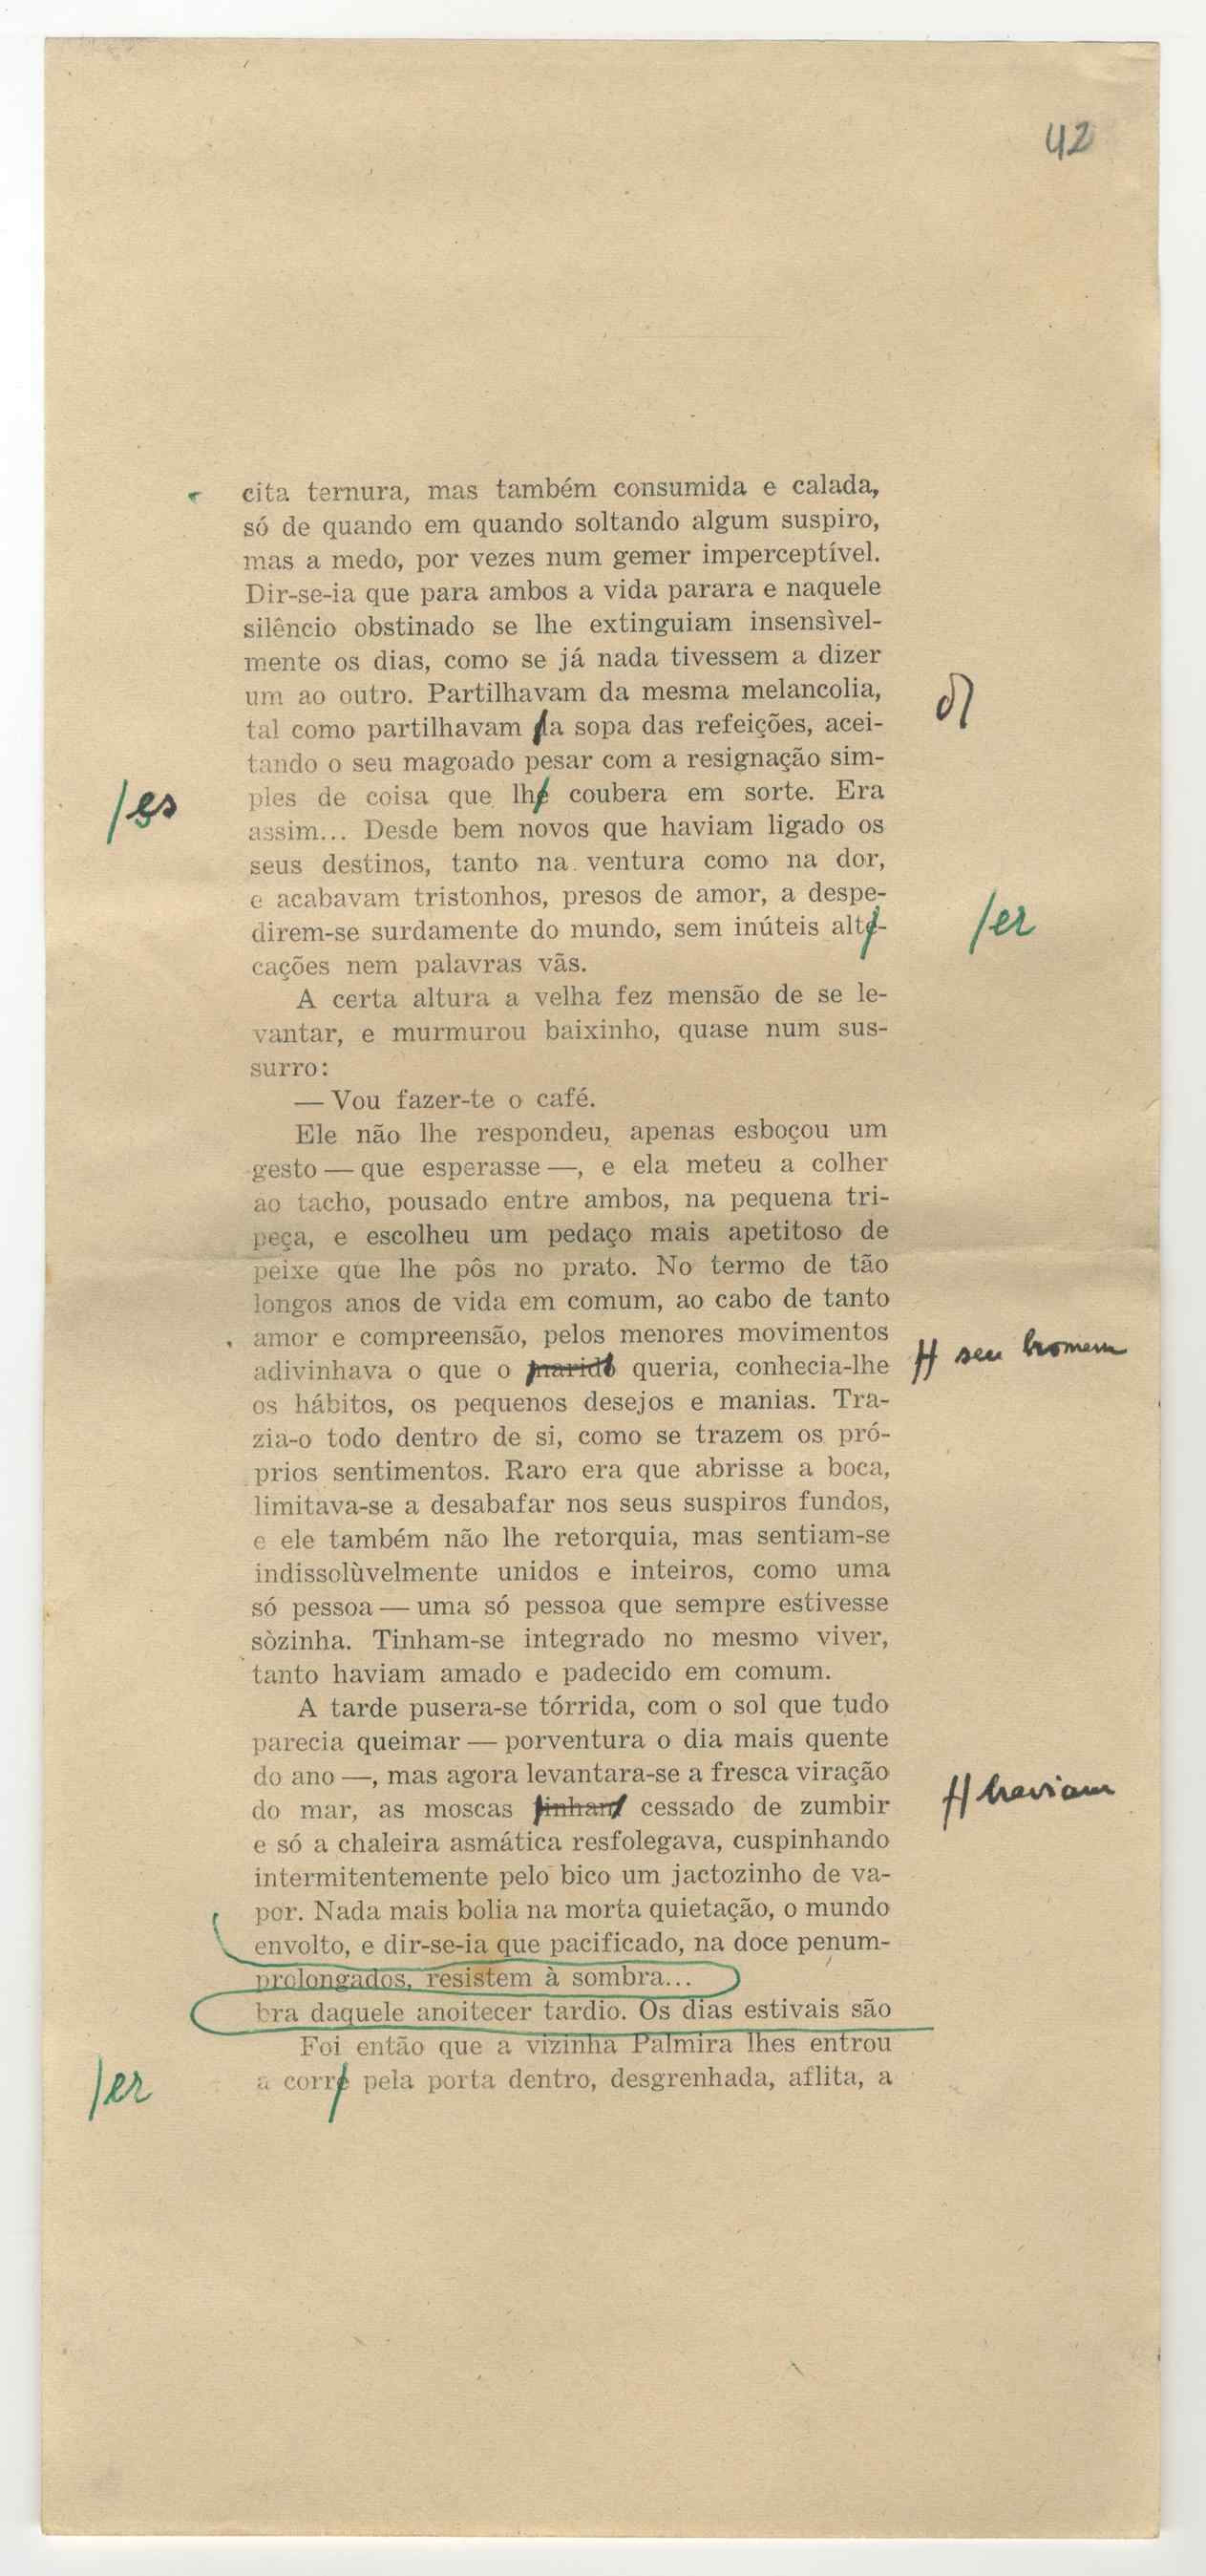 42
cita ternura, mas também consumida e calada,
só de quando em quando soltando algum suspiro,
mas a medo, por vezes num gemer imperceptível.
Dir-se-ia que para ambos a vida parara e naquele
silêncio obstinado se lhe extinguiam insensìvel-
mente os dias, como se já nada tivessem a dizer
um ao outro. Partilhavam da mesma melancolia,
tal como partilhavam a sopa das refeições, acei-
tando o seu magoado pesar com a resignação sim-
/es ples de coisa que lhe coubera em sorte. Era
assim... Desde bem novos que haviam ligado os
seus destinos, tanto na ventura como na dor,
e acabavam tristonhos, presos de amor, a despe-
direm-se surdamente do mundo, sem inúteis alt- /er
cações nem palavras vãs.
A certa altura a velha fez mensão de se le-
vantar, e murmurou baixinho, quase num sus-
surro:
— Vou fazer-te o café.
Ele não lhe respondeu, apenas esboçou um
gesto — que esperasse —, e ela meteu a colher
ao tacho, pousado entre ambos, na pequena tri-
peça, e escolheu um pedaço mais apetitoso de
peixe que lhe pôs no prato. No termo de tão
longos anos de vida em comum, ao cabo de tanto
amor e compreensão, pelos menores movimentos
adivinhava o que o marido queria, conhecia-lhe H seu homem
os hábitos, os pequenos desejos e manias. Tra-
zia-o todo dentro de si, como se trazem os pró-
prios sentimentos. Raro era que abrisse a boca,
limitava-se a desabafar nos seus suspiros fundos,
e ele também não lhe retorquia, mas sentiam-se
indissolùvelmente unidos e inteiros, como uma
só pessoa — uma só pessoa que sempre estivesse
sòzinha. Tinham-se integrado no mesmo viver,
tanto haviam amado e padecido em comum.
A tarde pusera-se tórrida, com o sol que tudo
parecia queimar — porventura o dia mais quente
do ano —, mas agora levantara-se a fresca viração
do mar, as moscas tinham cessado de zumbir H haviam
e só a chaleira asmática resfolegava, cuspinhando
intermitentemente pelo bico um jactozinho de va-
por. Nada mais bolia na morta quietação, o mundo
envolto, e dir-se-ia que pacificado, na doce penum-
prolongados, resistem à sombra...
bra daquele anoitecer tardio. Os dias estivais são
Foi então que a vizinha Palmira lhes entrou
/er a corre pela porta dentro, desgrenhada, aflita, a